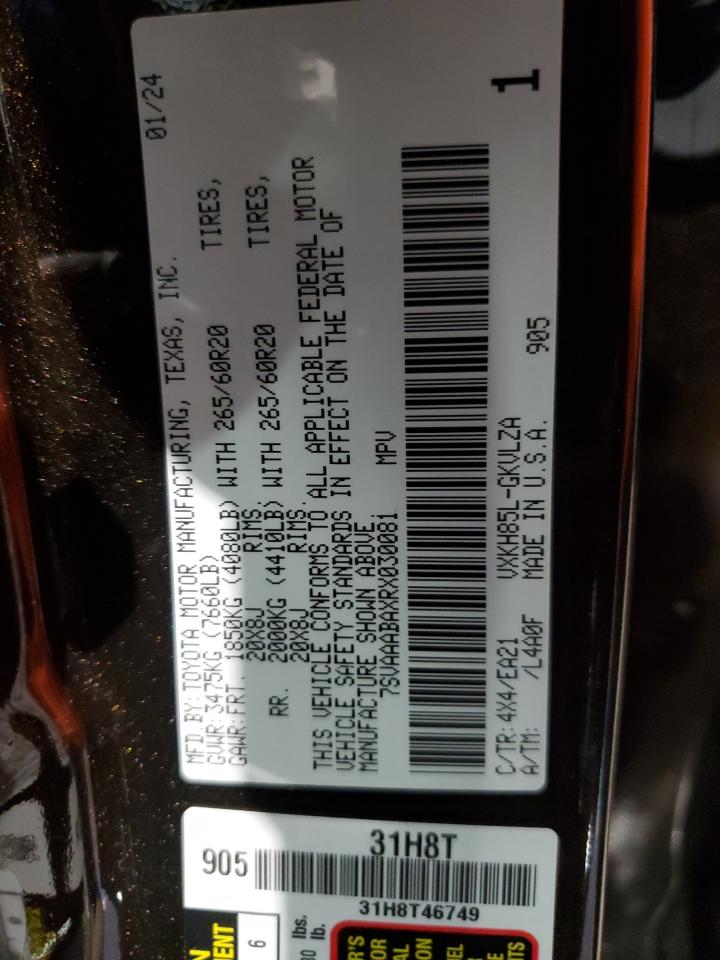 MFD BY:TOYOTA MOTOR MANUFACTURING, TEXAS, INC. 01/24
GVWR:3475KG (7660LB)
GAWR:FRT. 1850KG (4080LB) WITH 265/60R20 TIRES,
20X8J RIMS,
RR. 2000KG (4410LB) WITH 265/60R20 TIRES,
20X8J RIMS.
THIS VEHICLE CONFORMS TO ALL APPLICABLE FEDERAL MOTOR
VEHICLE SAFETY STANDARDS IN EFFECT ON THE DATE OF
MANUFACTURE SHOWN ABOVE.
7SVAAABAXRX030081 MPV
1
C/TR:4X4/EA21 VXKH85L-GKVLZA
A/TM: /L4A0F MADE IN U.S.A. 905
905
31H8T
31H8T46749
6
lbs.
lb.